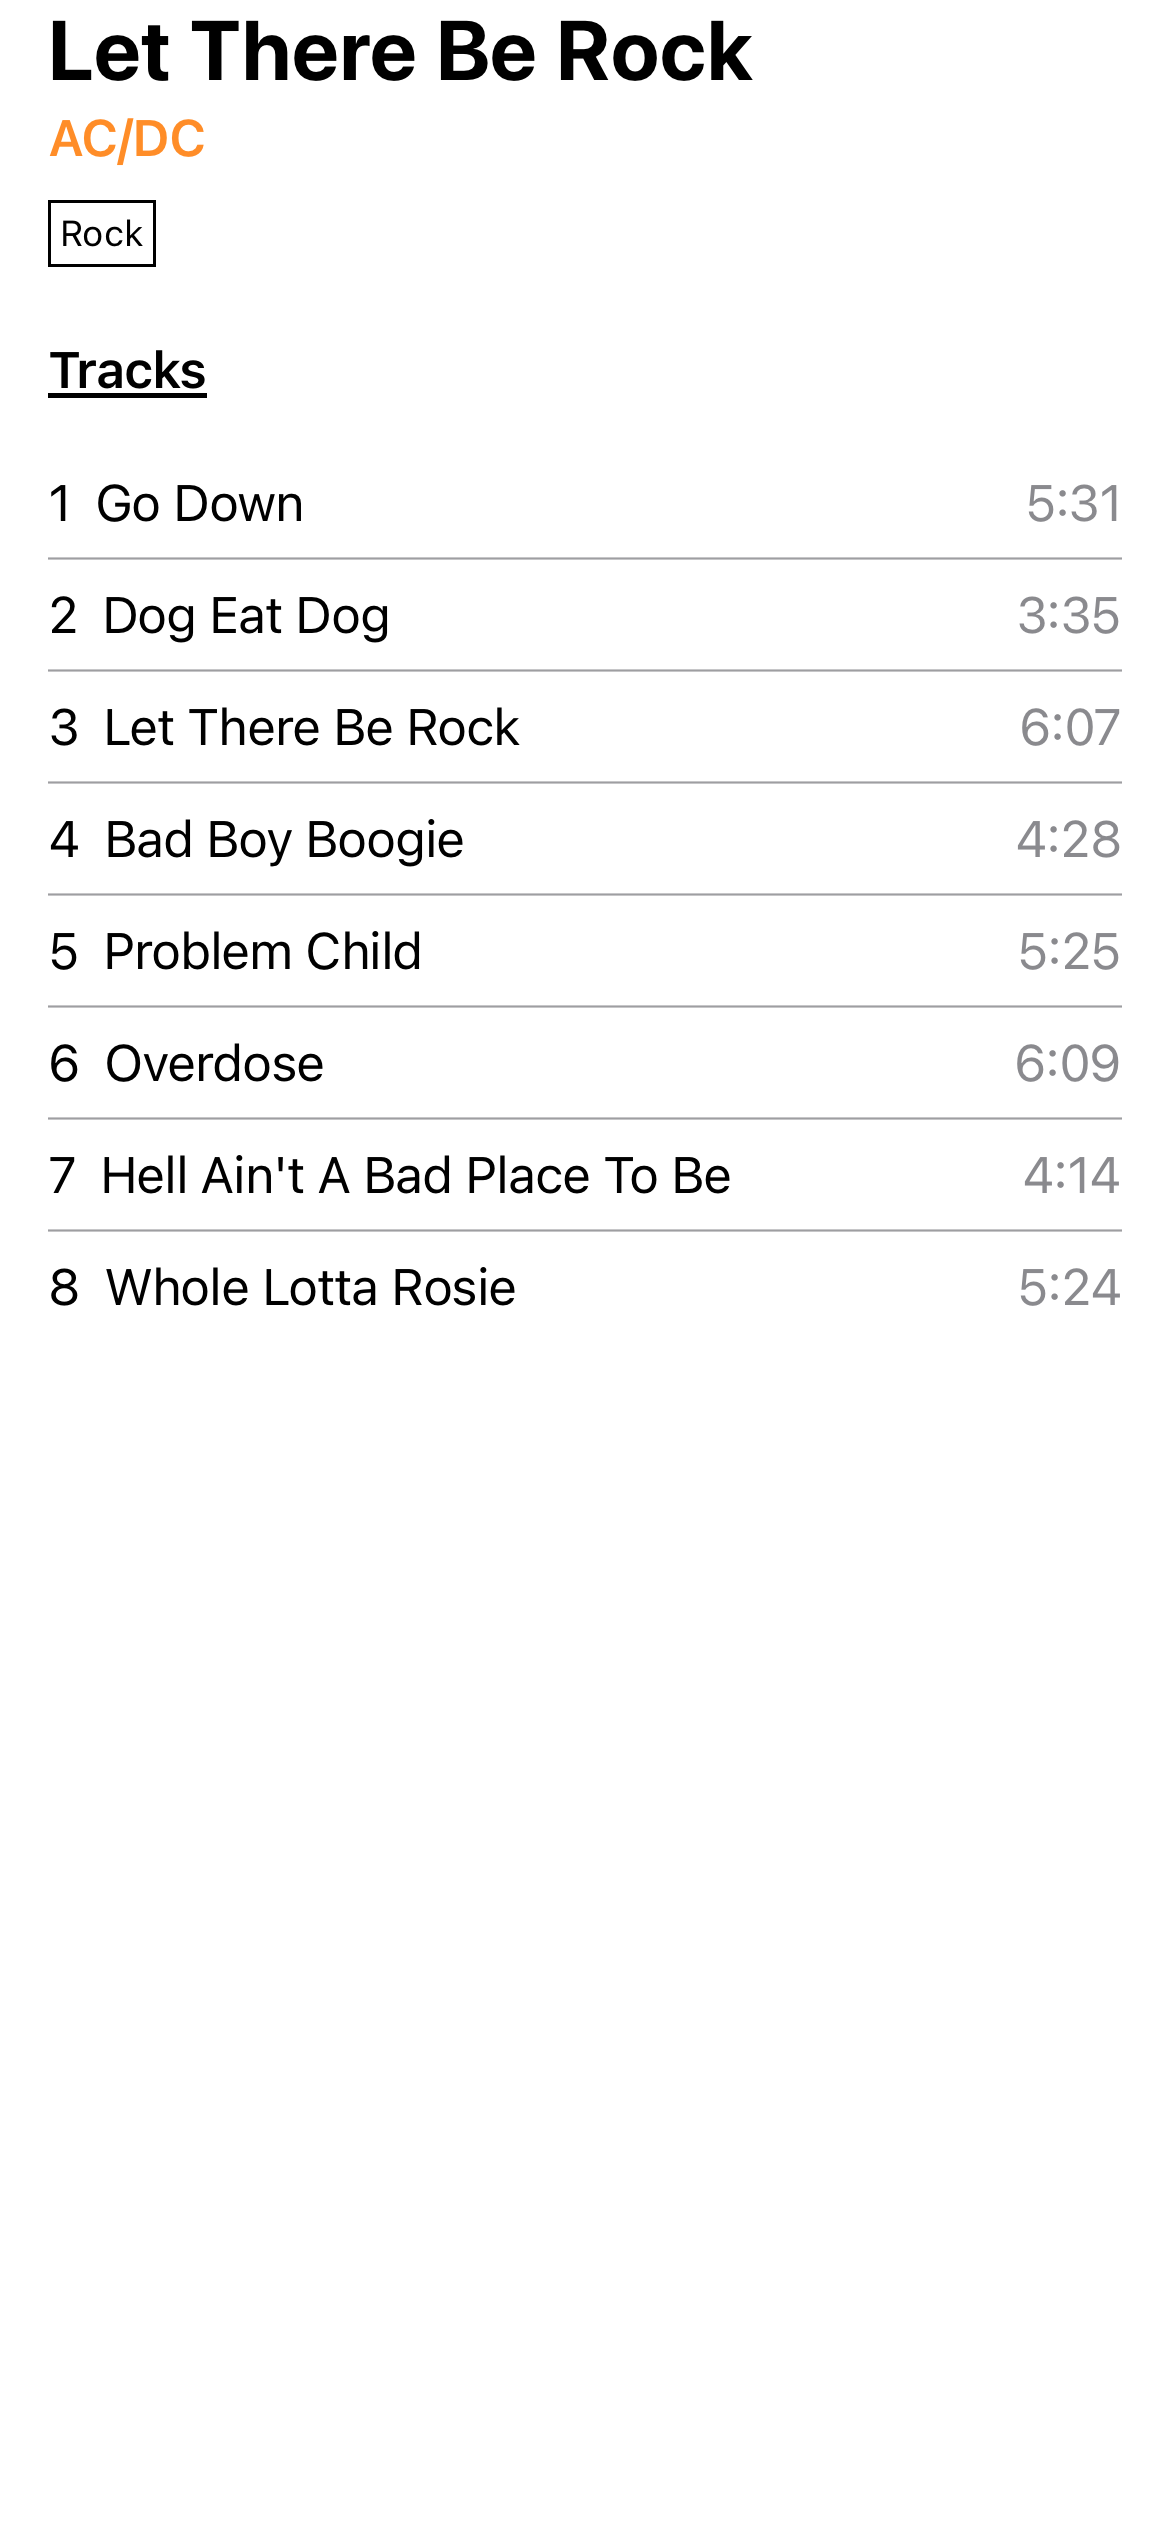 Let There Be Rock
AC/DC
Rock
Tracks
1 Go Down 5:31
2 Dog Eat Dog 3:35
3 Let There Be Rock 6:07
4 Bad Boy Boogie 4:28
5 Problem Child 5:25
6 Overdose 6:09
7 Hell Ain't A Bad Place To Be 4:14
8 Whole Lotta Rosie 5:24